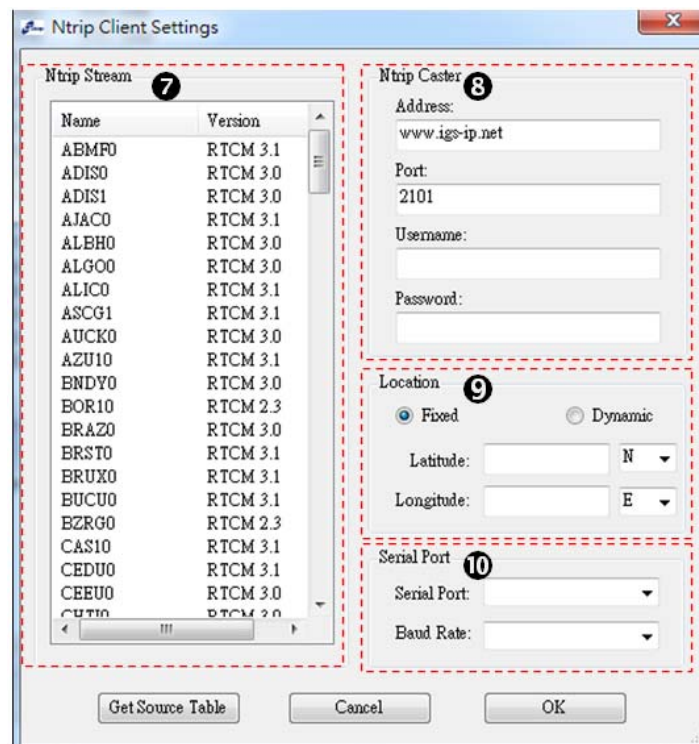 Ntrip Client Settings
Ntrip Stream
7
Name Version
ABMF0 RTCM 3.1
ADIS0 RTCM 3.0
ADIS1 RTCM 3.0
AJAC0 RTCM 3.1
ALBH0 RTCM 3.0
ALGO0 RTCM 3.0
ALIC0 RTCM 3.1
ASCG1 RTCM 3.1
AUCK0 RTCM 3.0
AZU10 RTCM 3.1
BNDY0 RTCM 3.0
BOR10 RTCM 2.3
BRAZ0 RTCM 3.0
BRST0 RTCM 3.1
BRUX0 RTCM 3.1
BUCU0 RTCM 3.1
BZRG0 RTCM 2.3
CAS10 RTCM 3.1
CEDU0 RTCM 3.1
CEEU0 RTCM 3.0
CHTI0 RTCM 3.0
Ntrip Caster
8
Address:
www.igs-ip.net
Port:
2101
Username:
Password:
Location
9
Fixed Dynamic
Latitude: N
Longitude: E
Serial Port
10
Serial Port:
Baud Rate:
Get Source Table Cancel OK